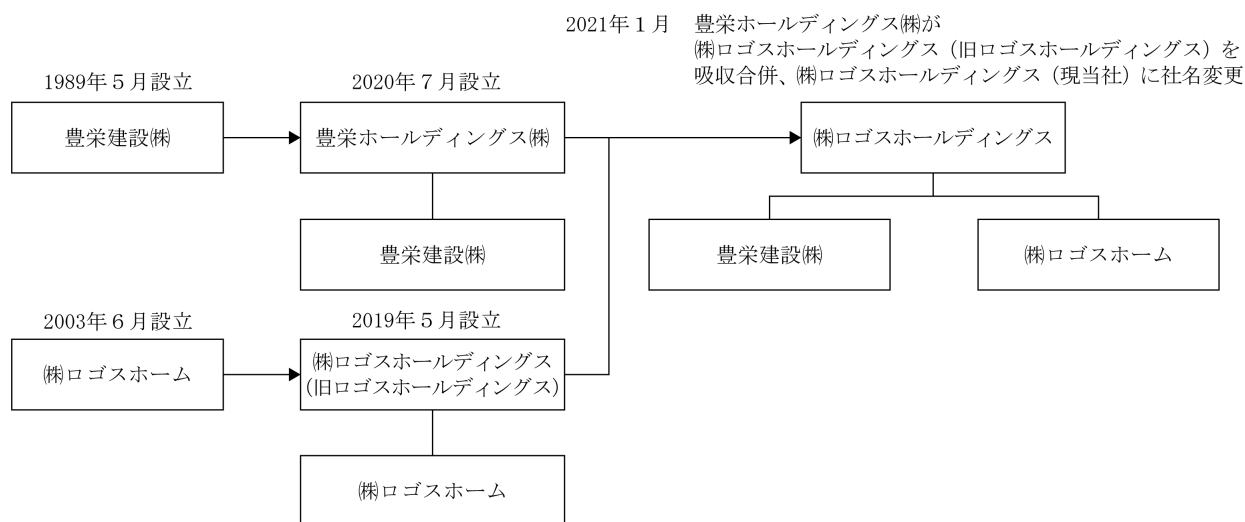 2021年１月　豊栄ホールディングス㈱が
㈱ロゴスホールディングス（旧ロゴスホールディングス）を
吸収合併、㈱ロゴスホールディングス（現当社）に社名変更
1989年５月設立
2020年７月設立
豊栄建設㈱
豊栄ホールディングス㈱
㈱ロゴスホールディングス
豊栄建設㈱
豊栄建設㈱
㈱ロゴスホーム
2003年６月設立
2019年５月設立
㈱ロゴスホーム
㈱ロゴスホールディングス
（旧ロゴスホールディングス）
㈱ロゴスホーム